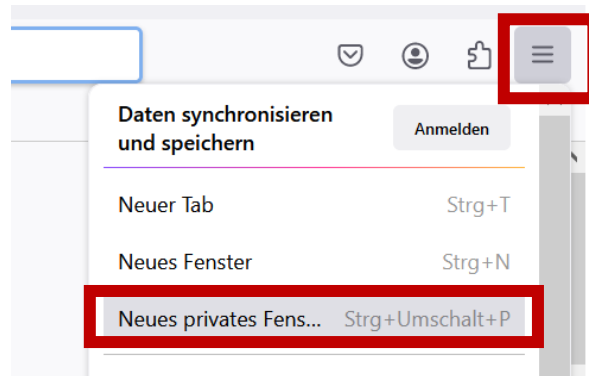 Daten synchronisieren
und speichern
Anmelden
Neuer Tab Strg+T
Neues Fenster Strg+N
Neues privates Fens... Strg+Umschalt+P